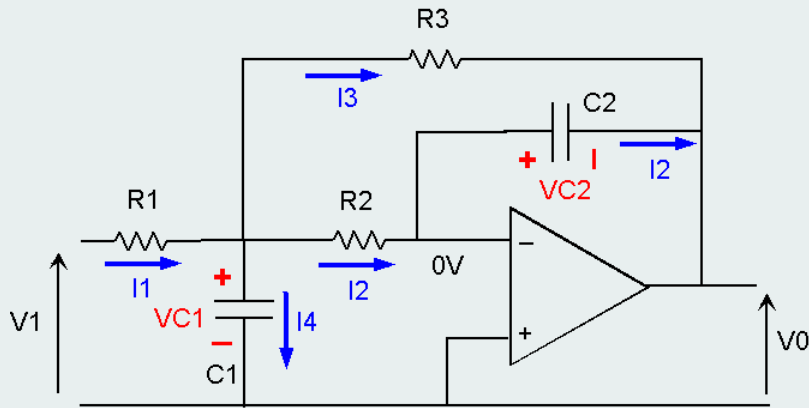 R3
I3
C2
I2
+
VC2
R1
R2
0V
−
I1
+
I2
VC1
I4
−
C1
+
V1
V0